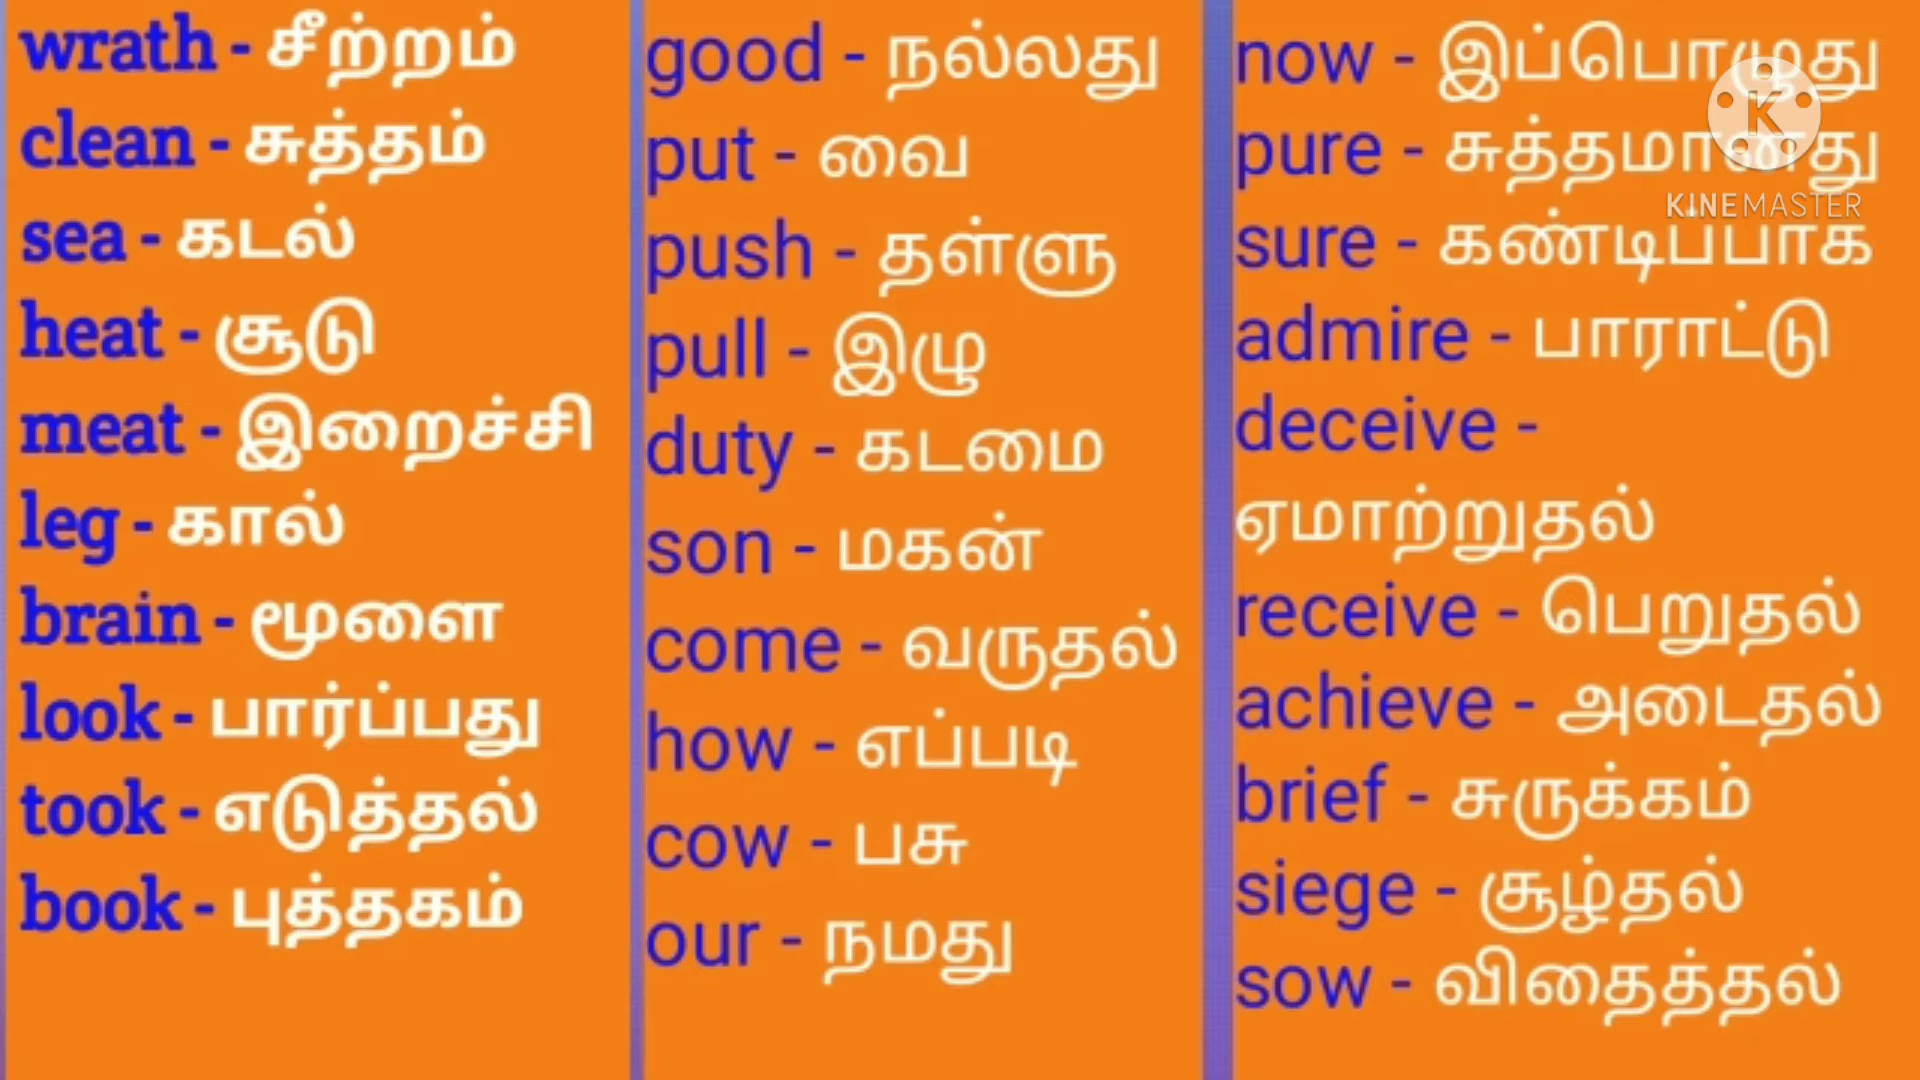 wrath - சீற்றம்
clean - சுத்தம்
sea - கடல்
heat - சூடு
meat - இறைச்சி
leg - கால்
brain - மூளை
look - பார்ப்பது
took - எடுத்தல்
book - புத்தகம்
good - நல்லது
put - வை
push - தள்ளு
pull - இழு
duty - கடமை
son - மகன்
come - வருதல்
how - எப்படி
cow - பசு
our - நமது
now - இப்பொழுது
pure - சுத்தமானது
sure - கண்டிப்பாக
admire - பாராட்டு
deceive -
ஏமாற்றுதல்
receive - பெறுதல்
achieve - அடைதல்
brief - சுருக்கம்
siege - சூழ்தல்
sow - விதைத்தல்
K
KINEMASTER